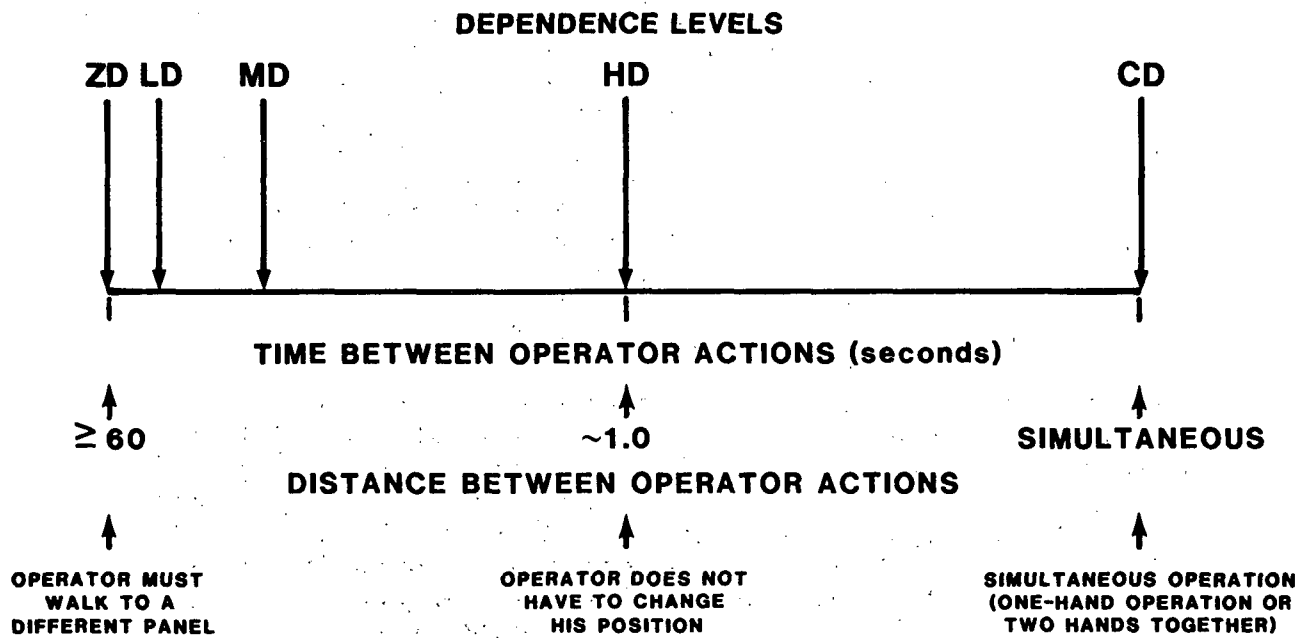 DEPENDENCE LEVELS
ZD LD MD HD CD
TIME BETWEEN OPERATOR ACTIONS (seconds)
≥ 60 ~1.0 SIMULTANEOUS
DISTANCE BETWEEN OPERATOR ACTIONS
OPERATOR MUST
WALK TO A
DIFFERENT PANEL
OPERATOR DOES NOT
HAVE TO CHANGE
HIS POSITION
SIMULTANEOUS OPERATION
(ONE-HAND OPERATION OR
TWO HANDS TOGETHER)